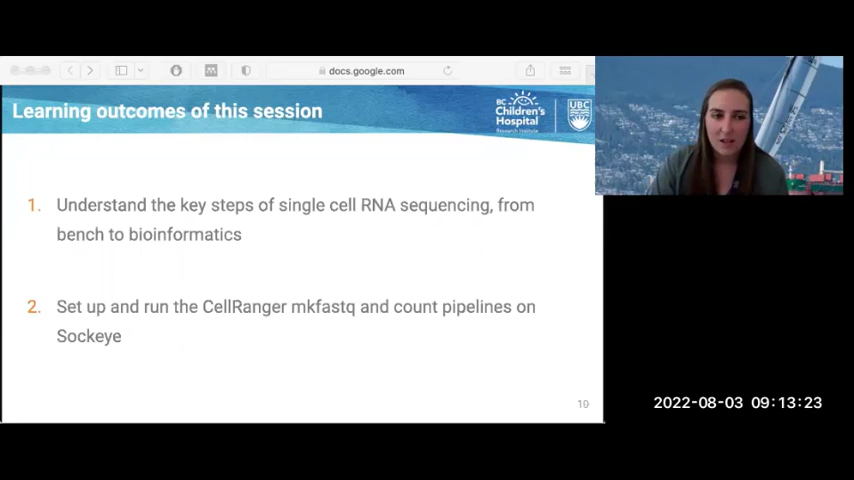 docs.google.com
Learning outcomes of this session
BC
Children's
Hospital
Research Institute
UBC
1. Understand the key steps of single cell RNA sequencing, from
bench to bioinformatics
2. Set up and run the CellRanger mkfastq and count pipelines on
Sockeye
10
2022-08-03 09:13:23